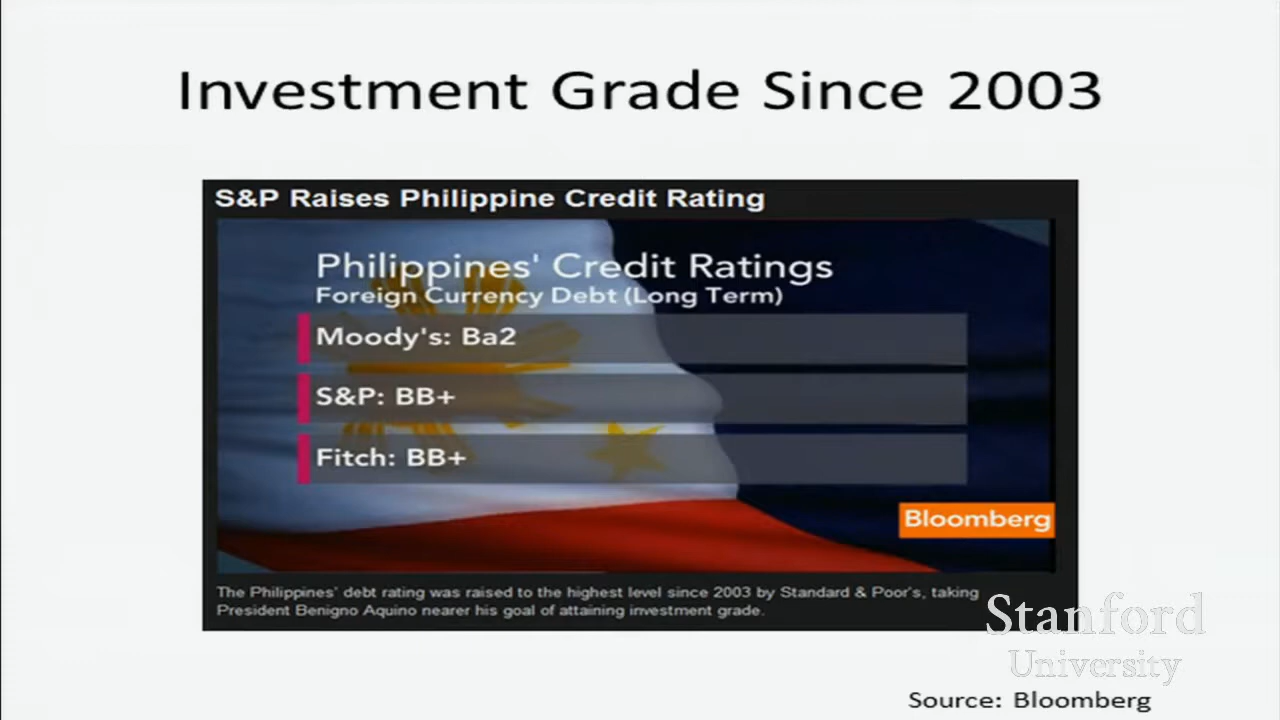 Investment Grade Since 2003
S&P Raises Philippine Credit Rating
Philippines' Credit Ratings
Foreign Currency Debt (Long Term)
Moody's: Ba2
S&P: BB+
Fitch: BB+
Bloomberg
The Philippines' debt rating was raised to the highest level since 2003 by Standard & Poor's, taking
President Benigno Aquino nearer his goal of attaining investment grade.
Stanford
University
Source: Bloomberg